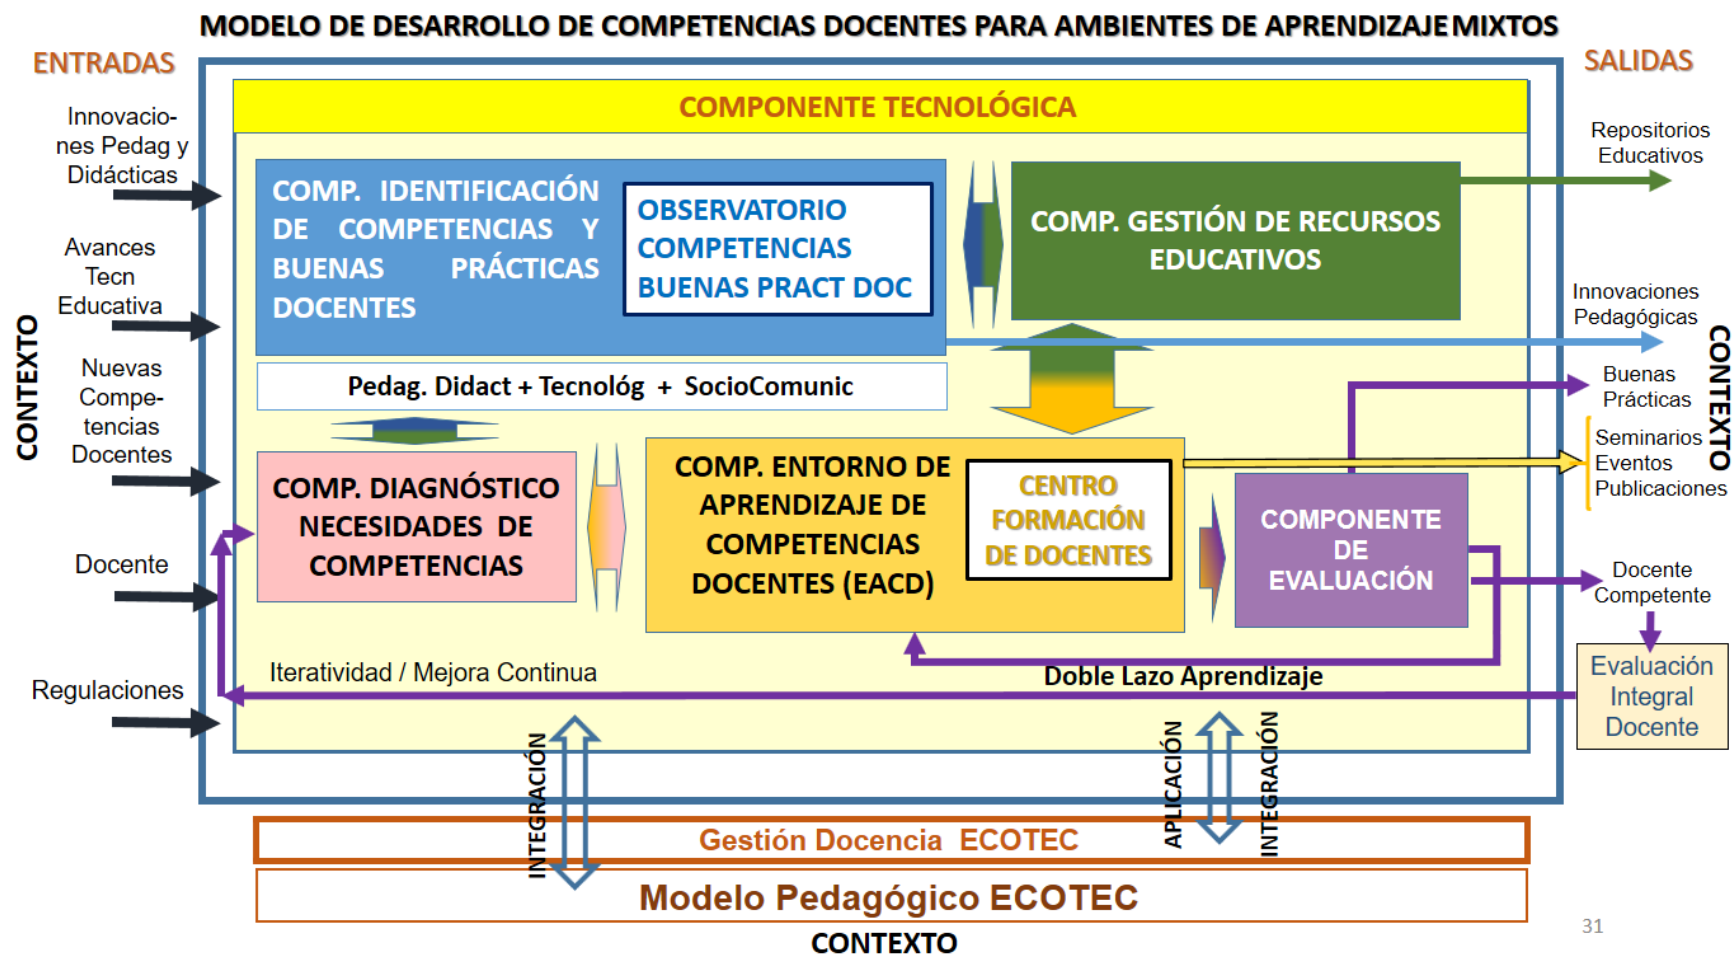 MODELO DE DESARROLLO DE COMPETENCIAS DOCENTES PARA AMBIENTES DE APRENDIZAJE MIXTOS
ENTRADAS
SALIDAS
CONTEXTO
Innovacio-
nes Pedag y
Didácticas
Avances
Tecn
Educativa
Nuevas
Compe-
tencias
Docentes
Docente
Regulaciones
COMPONENTE TECNOLÓGICA
COMP. IDENTIFICACIÓN
DE COMPETENCIAS Y
BUENAS PRÁCTICAS
DOCENTES
OBSERVATORIO
COMPETENCIAS
BUENAS PRACT DOC
COMP. GESTIÓN DE RECURSOS
EDUCATIVOS
Pedag. Didact + Tecnológ + SocioComunic
COMP. DIAGNÓSTICO
NECESIDADES DE
COMPETENCIAS
COMP. ENTORNO DE
APRENDIZAJE DE
COMPETENCIAS
DOCENTES (EACD)
CENTRO
FORMACIÓN
DE DOCENTES
COMPONENTE
DE
EVALUACIÓN
Iteratividad / Mejora Continua
Doble Lazo Aprendizaje
Repositorios
Educativos
Innovaciones
Pedagógicas
Buenas
Prácticas
Seminarios
Eventos
Publicaciones
Docente
Competente
Evaluación
Integral
Docente
CONTEXTO
INTEGRACIÓN
APLICACIÓN
INTEGRACIÓN
Gestión Docencia ECOTEC
Modelo Pedagógico ECOTEC
CONTEXTO
31